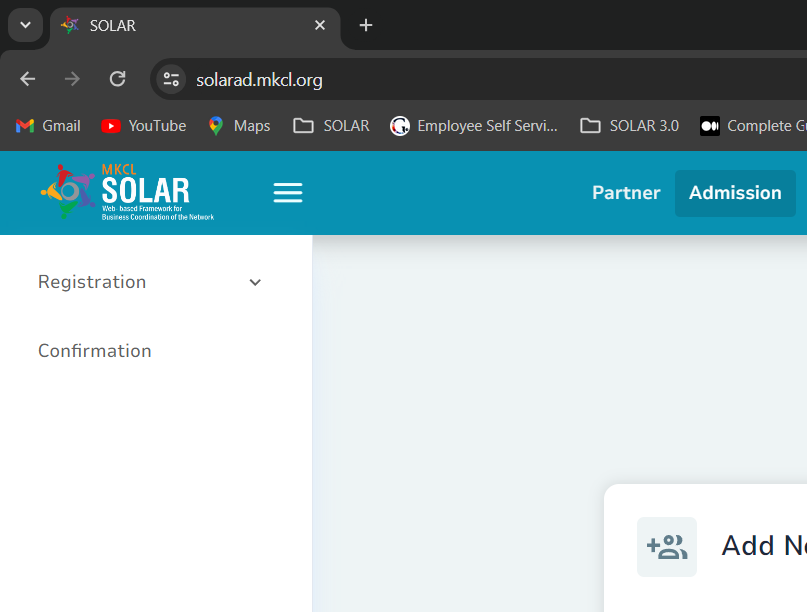 SOLAR
solarad.mkcl.org
Gmail YouTube Maps SOLAR Employee Self Servi... SOLAR 3.0 Complete
MKCL
SOLAR
Web-based Framework for
Business Coordination of the Network
Partner Admission
Registration
Confirmation
Add